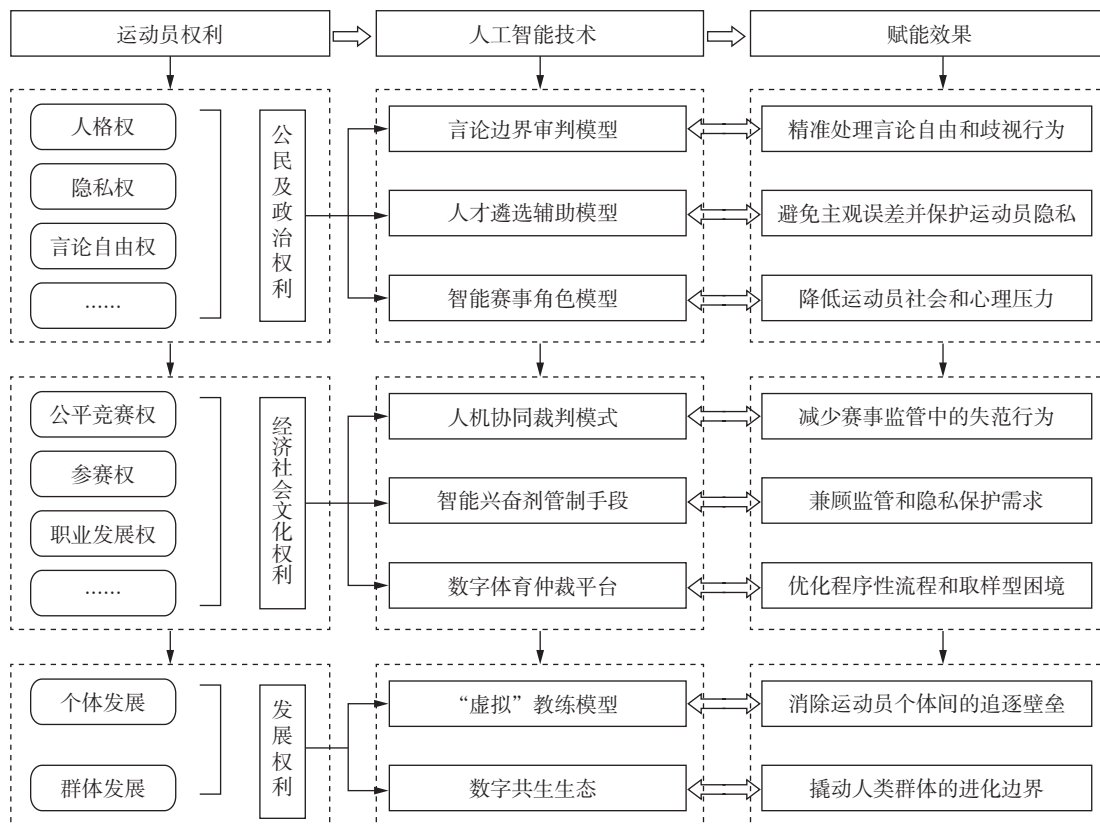 运动员权利
人工智能技术
赋能效果
人格权
隐私权
言论自由权
……
公民及政治权利
言论边界审判模型
精准处理言论自由和歧视行为
人才遴选辅助模型
避免主观误差并保护运动员隐私
智能赛事角色模型
降低运动员社会和心理压力
公平竞赛权
参赛权
职业发展权
……
经济社会文化权利
人机协同裁判模式
减少赛事监管中的失范行为
智能兴奋剂管制手段
兼顾监管和隐私保护需求
数字体育仲裁平台
优化程序性流程和取样型困境
个体发展
群体发展
发展权利
“虚拟”教练模型
消除运动员个体间的追逐壁垒
数字共生生态
撬动人类群体的进化边界